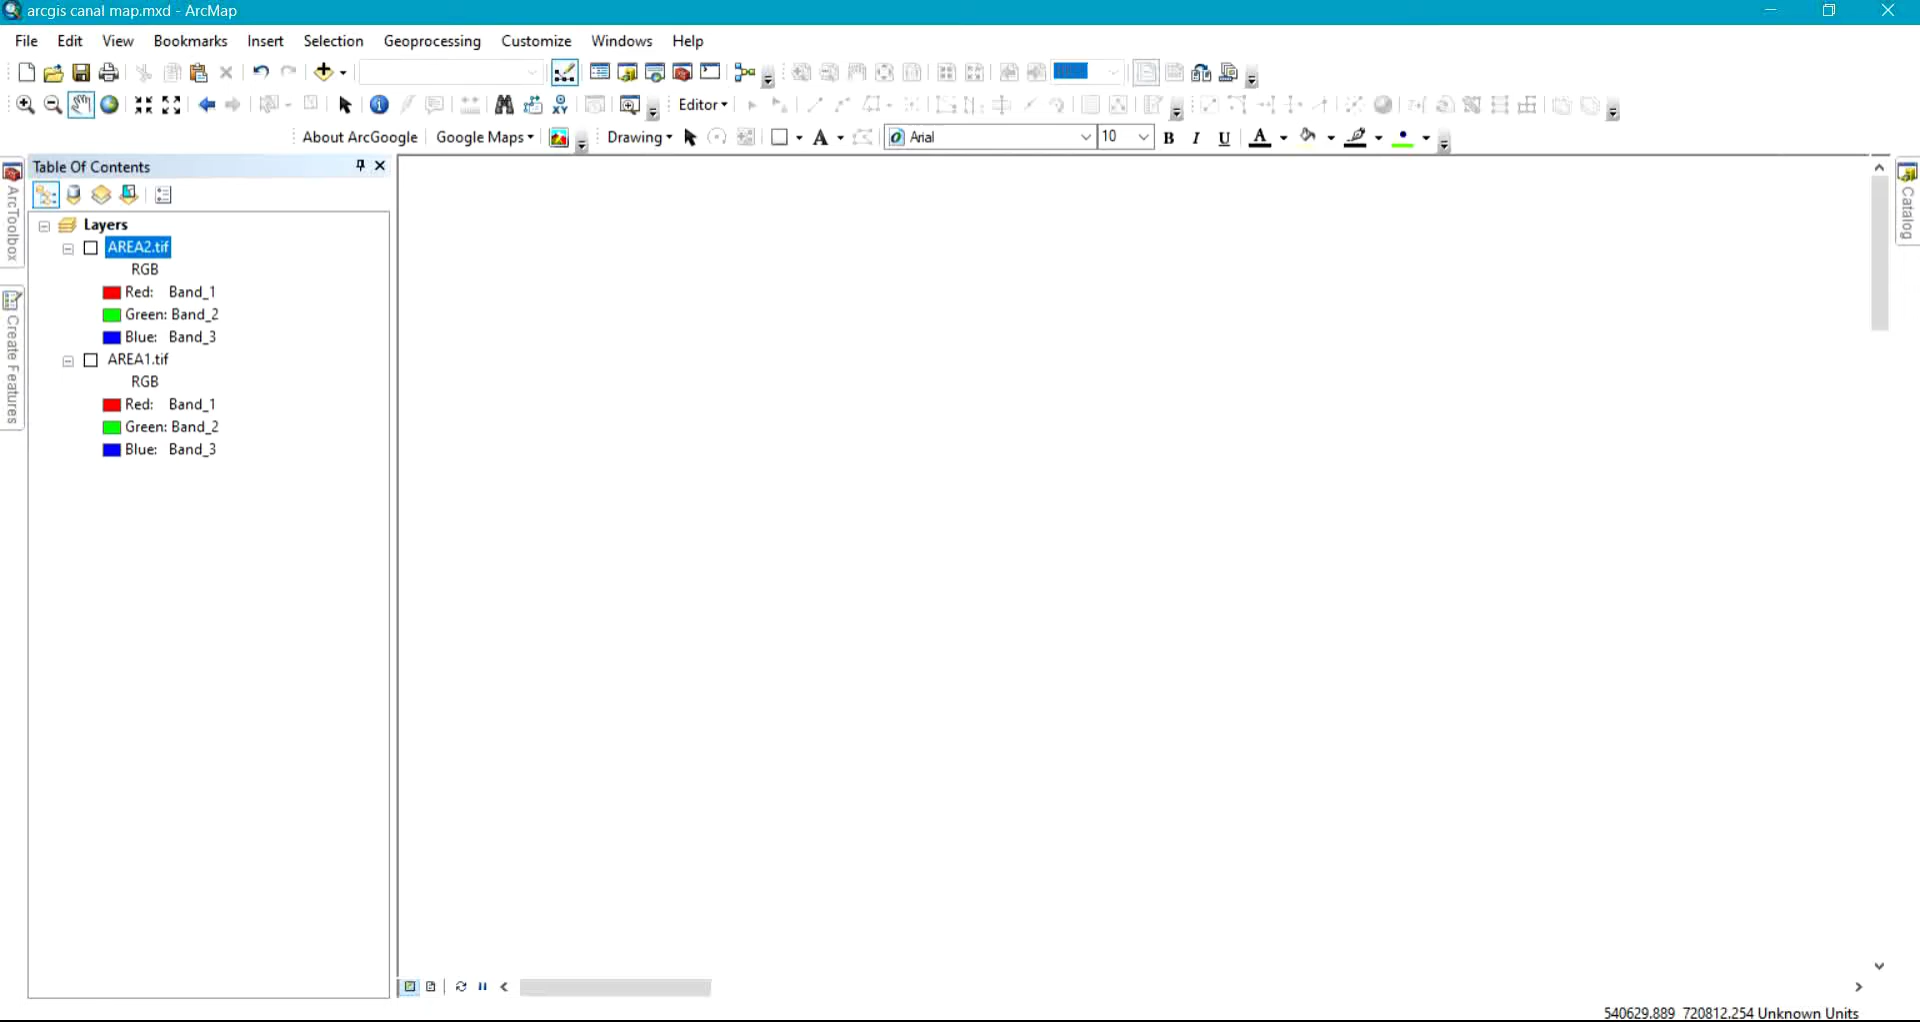 arcgis canal map.mxd - ArcMap
File Edit View Bookmarks Insert Selection Geoprocessing Customize Windows Help
Editor
About ArcGoogle Google Maps Drawing A Arial 10 B I U A
Table Of Contents
ArcToolbox
Create Features
Catalog
Layers
AREA2.tif
RGB
Red: Band_1
Green: Band_2
Blue: Band_3
AREA1.tif
RGB
Red: Band_1
Green: Band_2
Blue: Band_3
540629.889 720812.254 Unknown Units